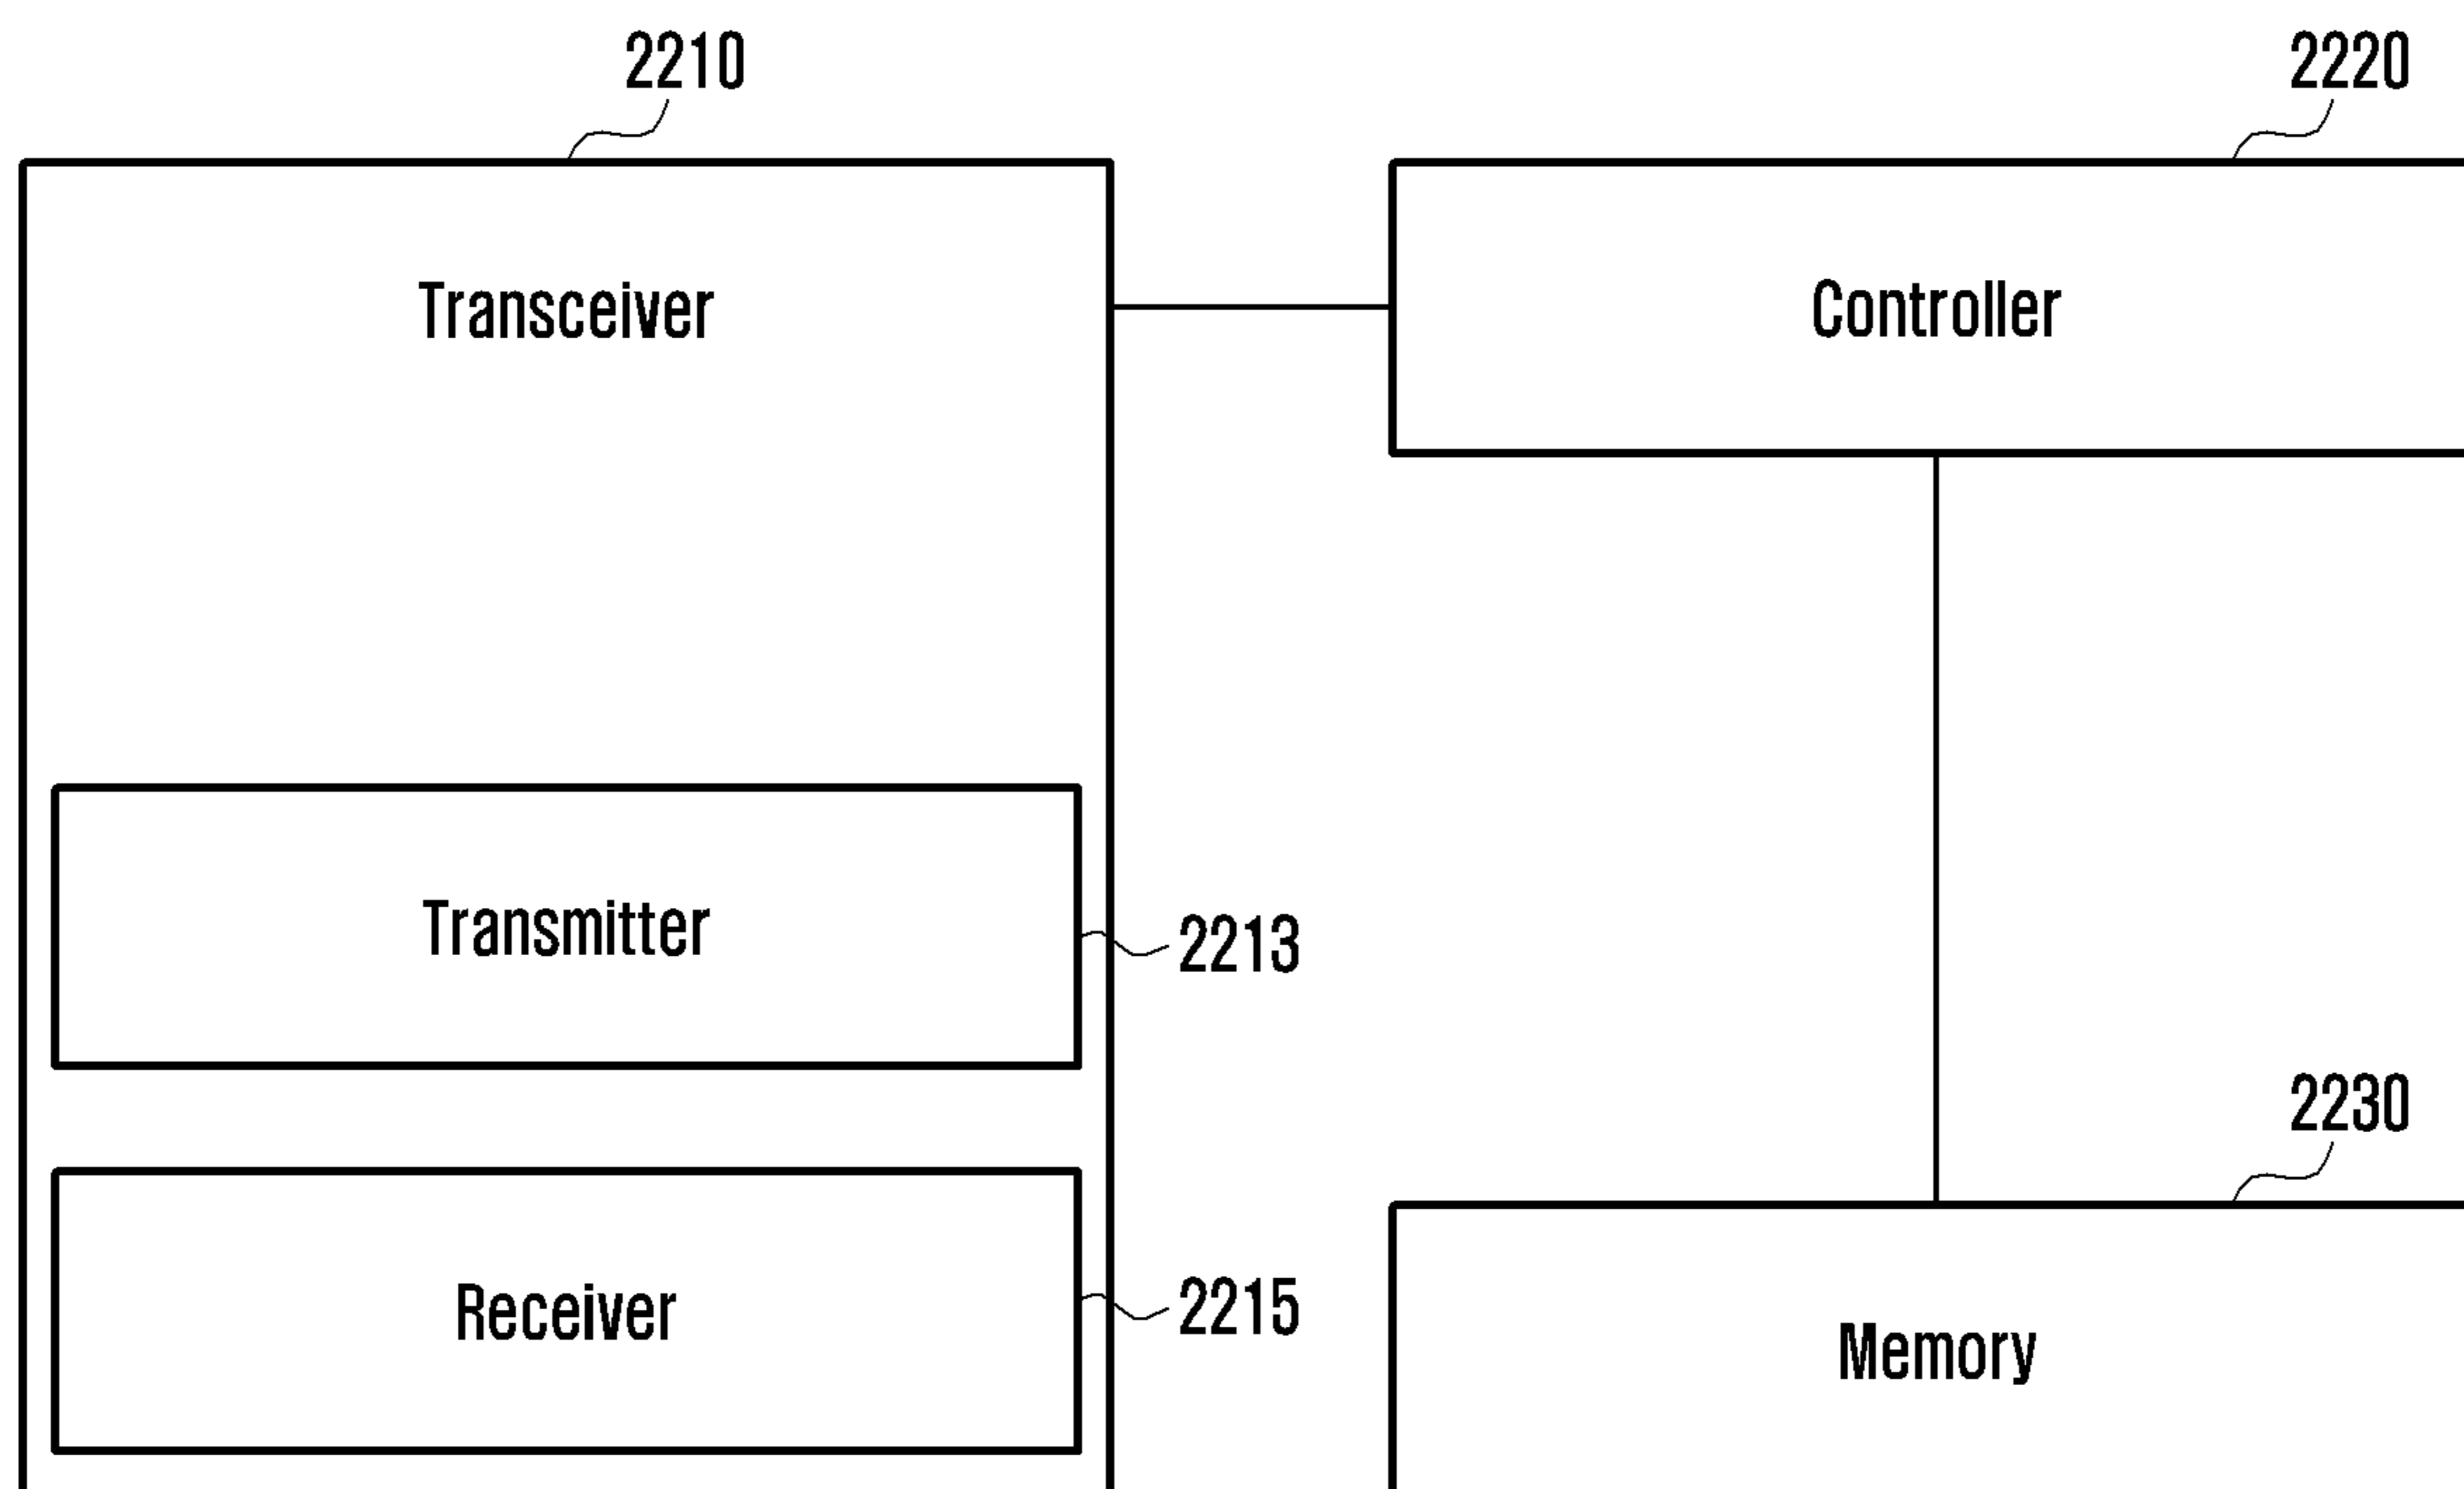 2210
2220
Transceiver
Controller
Transmitter
2213
2230
Receiver
2215
Memory